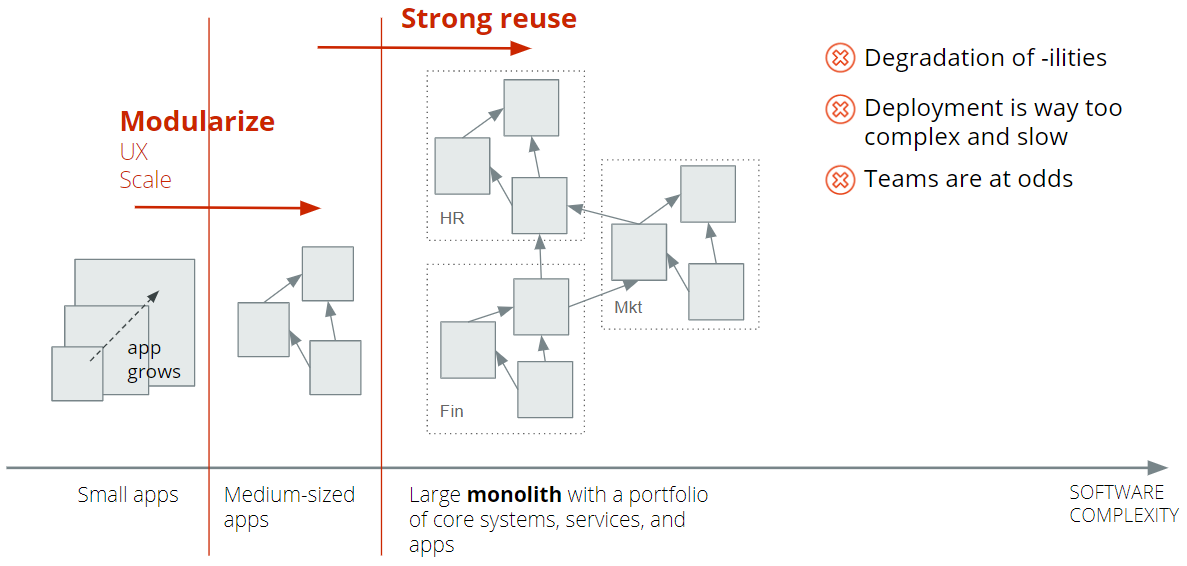 Strong reuse
Modularize
UX
Scale
app
grows
HR
Mkt
Fin
Degradation of -ilities
Deployment is way too
complex and slow
Teams are at odds
Small apps
Medium-sized
apps
Large monolith with a portfolio
of core systems, services, and
apps
SOFTWARE
COMPLEXITY